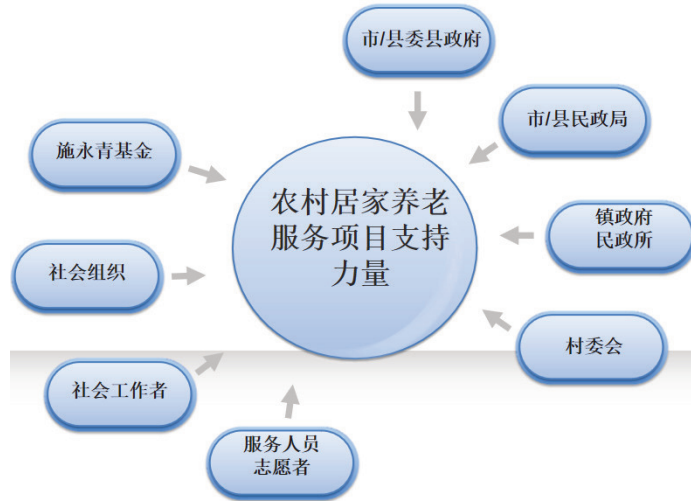 市/县委县政府
市/县民政局
施永青基金
农村居家养老
服务项目支持
力量
镇政府
民政所
社会组织
村委会
社会工作者
服务人员
志愿者